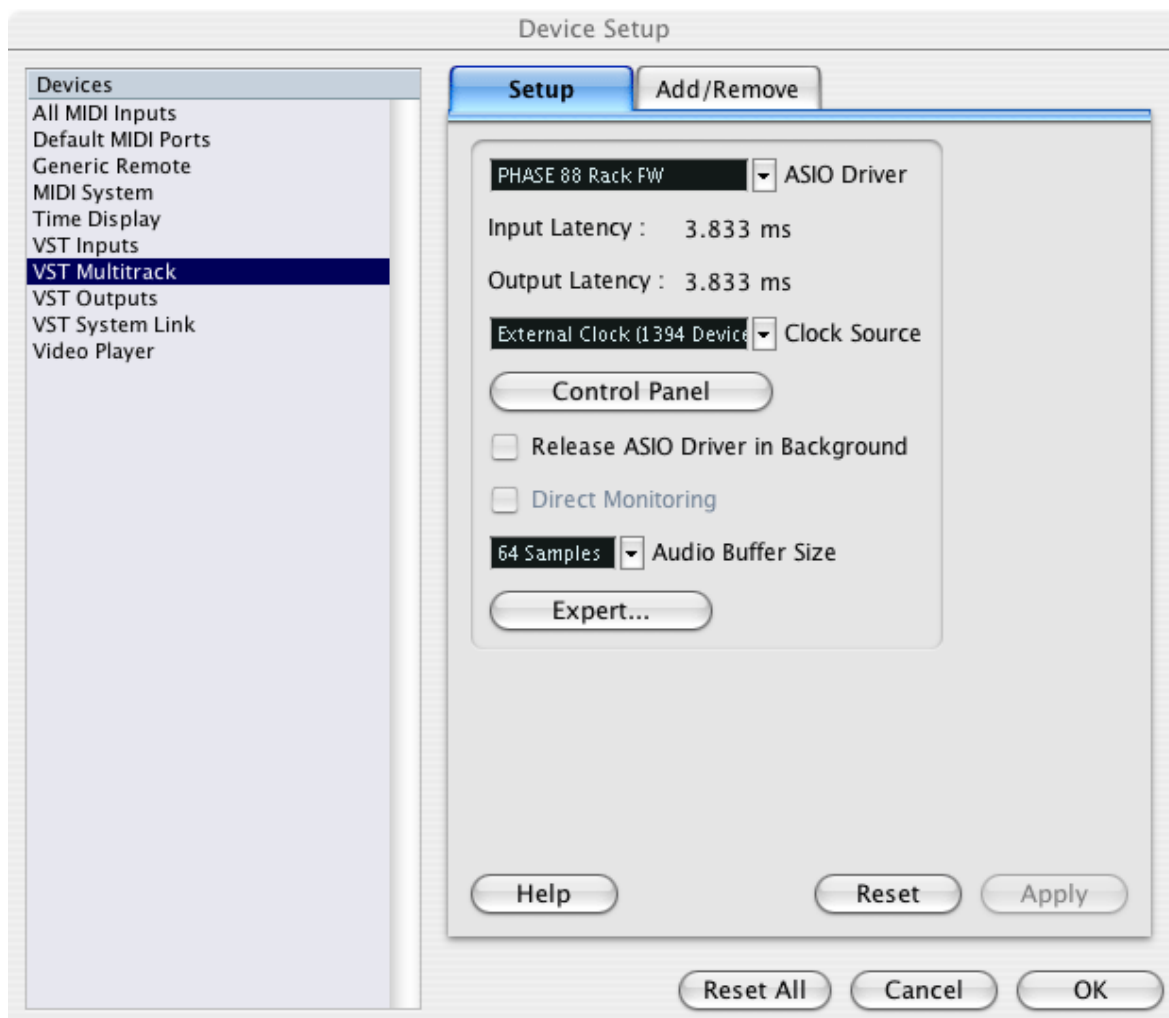 Device Setup
Devices
All MIDI Inputs
Default MIDI Ports
Generic Remote
MIDI System
Time Display
VST Inputs
VST Multitrack
VST Outputs
VST System Link
Video Player
Setup
Add/Remove
PHASE 88 Rack FW ASIO Driver
Input Latency : 3.833 ms
Output Latency : 3.833 ms
External Clock (1394 Device Clock Source
Control Panel
Release ASIO Driver in Background
Direct Monitoring
64 Samples Audio Buffer Size
Expert...
Help Reset Apply
Reset All Cancel OK